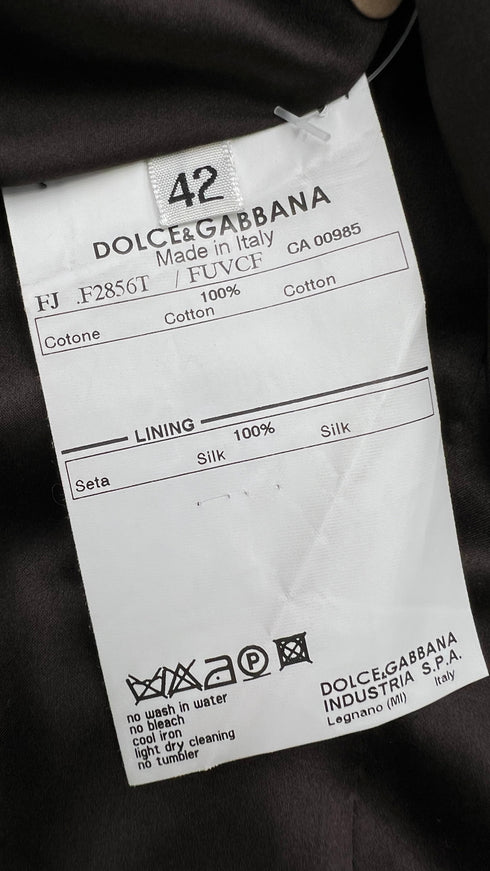 42
DOLCE&GABBANA
Made in Italy
FJ .F2856T / FUVCF CA 00985
100%
Cotone Cotton Cotton
LINING
100%
Seta Silk Silk
P
no wash in water
no bleach
cool iron
light dry cleaning
no tumbler
DOLCE&GABBANA
INDUSTRIA S.P.A.
Legnano (MI) Italy